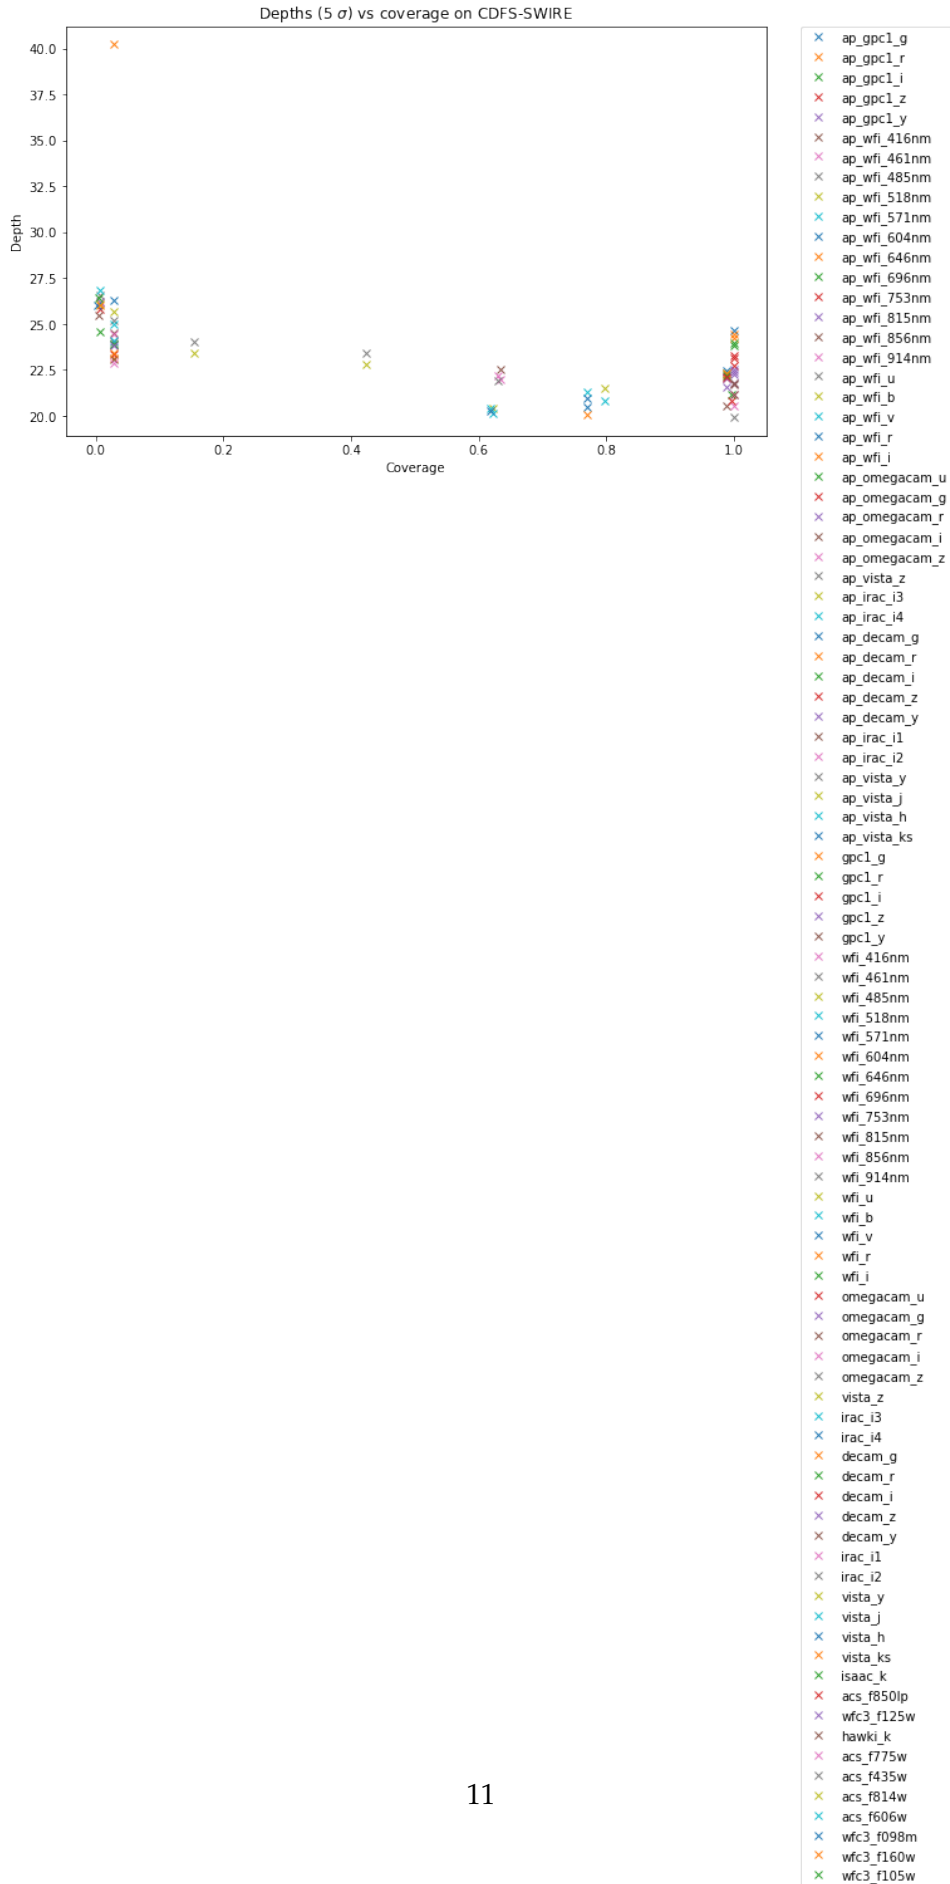 Depths (5 σ) vs coverage on CDFS-SWIRE
40.0
37.5
35.0
32.5
30.0
27.5
25.0
22.5
20.0
Depth
0.0 0.2 0.4 0.6 0.8 1.0
Coverage
ap_gpc1_g
ap_gpc1_r
ap_gpc1_i
ap_gpc1_z
ap_gpc1_y
ap_wfi_416nm
ap_wfi_461nm
ap_wfi_485nm
ap_wfi_518nm
ap_wfi_571nm
ap_wfi_604nm
ap_wfi_646nm
ap_wfi_696nm
ap_wfi_753nm
ap_wfi_815nm
ap_wfi_856nm
ap_wfi_914nm
ap_wfi_u
ap_wfi_b
ap_wfi_v
ap_wfi_r
ap_wfi_i
ap_omegacam_u
ap_omegacam_g
ap_omegacam_r
ap_omegacam_i
ap_omegacam_z
ap_vista_z
ap_irac_i3
ap_irac_i4
ap_decam_g
ap_decam_r
ap_decam_i
ap_decam_z
ap_decam_y
ap_irac_i1
ap_irac_i2
ap_vista_y
ap_vista_j
ap_vista_h
ap_vista_ks
gpc1_g
gpc1_r
gpc1_i
gpc1_z
gpc1_y
wfi_416nm
wfi_461nm
wfi_485nm
wfi_518nm
wfi_571nm
wfi_604nm
wfi_646nm
wfi_696nm
wfi_753nm
wfi_815nm
wfi_856nm
wfi_914nm
wfi_u
wfi_b
wfi_v
wfi_r
wfi_i
omegacam_u
omegacam_g
omegacam_r
omegacam_i
omegacam_z
vista_z
irac_i3
irac_i4
decam_g
decam_r
decam_i
decam_z
decam_y
irac_i1
irac_i2
vista_y
vista_j
vista_h
vista_ks
isaac_k
acs_f850lp
wfc3_f125w
hawki_k
acs_f775w
acs_f435w
acs_f814w
acs_f606w
wfc3_f098m
wfc3_f160w
wfc3_f105w
11